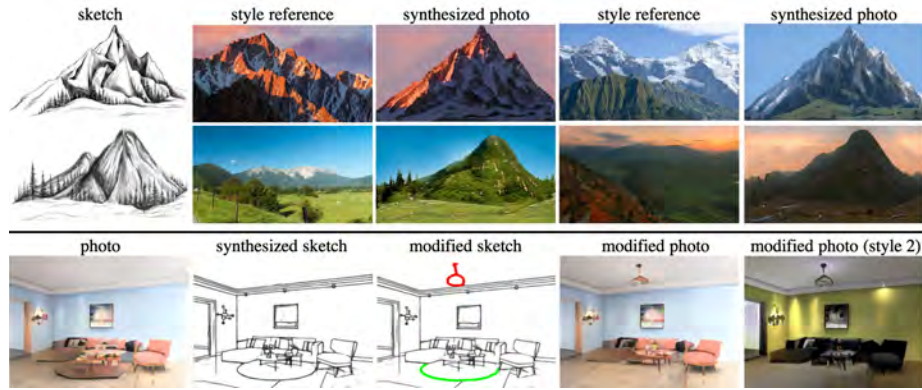 sketch style reference synthesized photo style reference synthesized photo
photo synthesized sketch modified sketch modified photo modified photo (style 2)